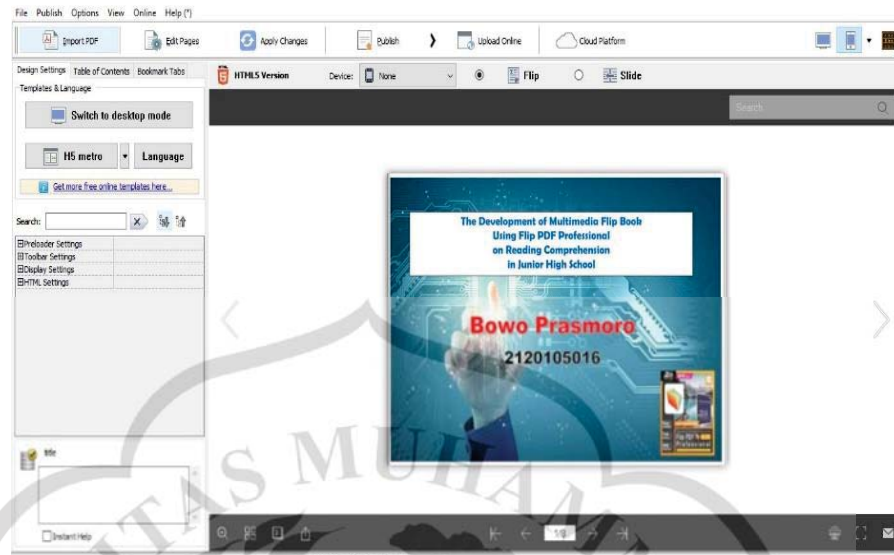 File Publish Options View Online Help (*)
Import PDF Edit Pages Apply Changes Publish Upload Online Cloud Platform
Design Settings Table of Contents Bookmark Tabs
HTML5 Version Device: None Flip Slide
Templates & Language
Switch to desktop mode
Search
H5 metro Language
Get more free online templates here...
Search:
Preloader Settings
Toolbar Settings
Display Settings
HTML Settings
The Development of Multimedia Flip Book
Using Flip PDF Professional
on Reading Comprehension
in Junior High School
Bowo Prasmoro
2120105016
Flip PDF
Professional
title
Instant Help
ITAS MUHAM